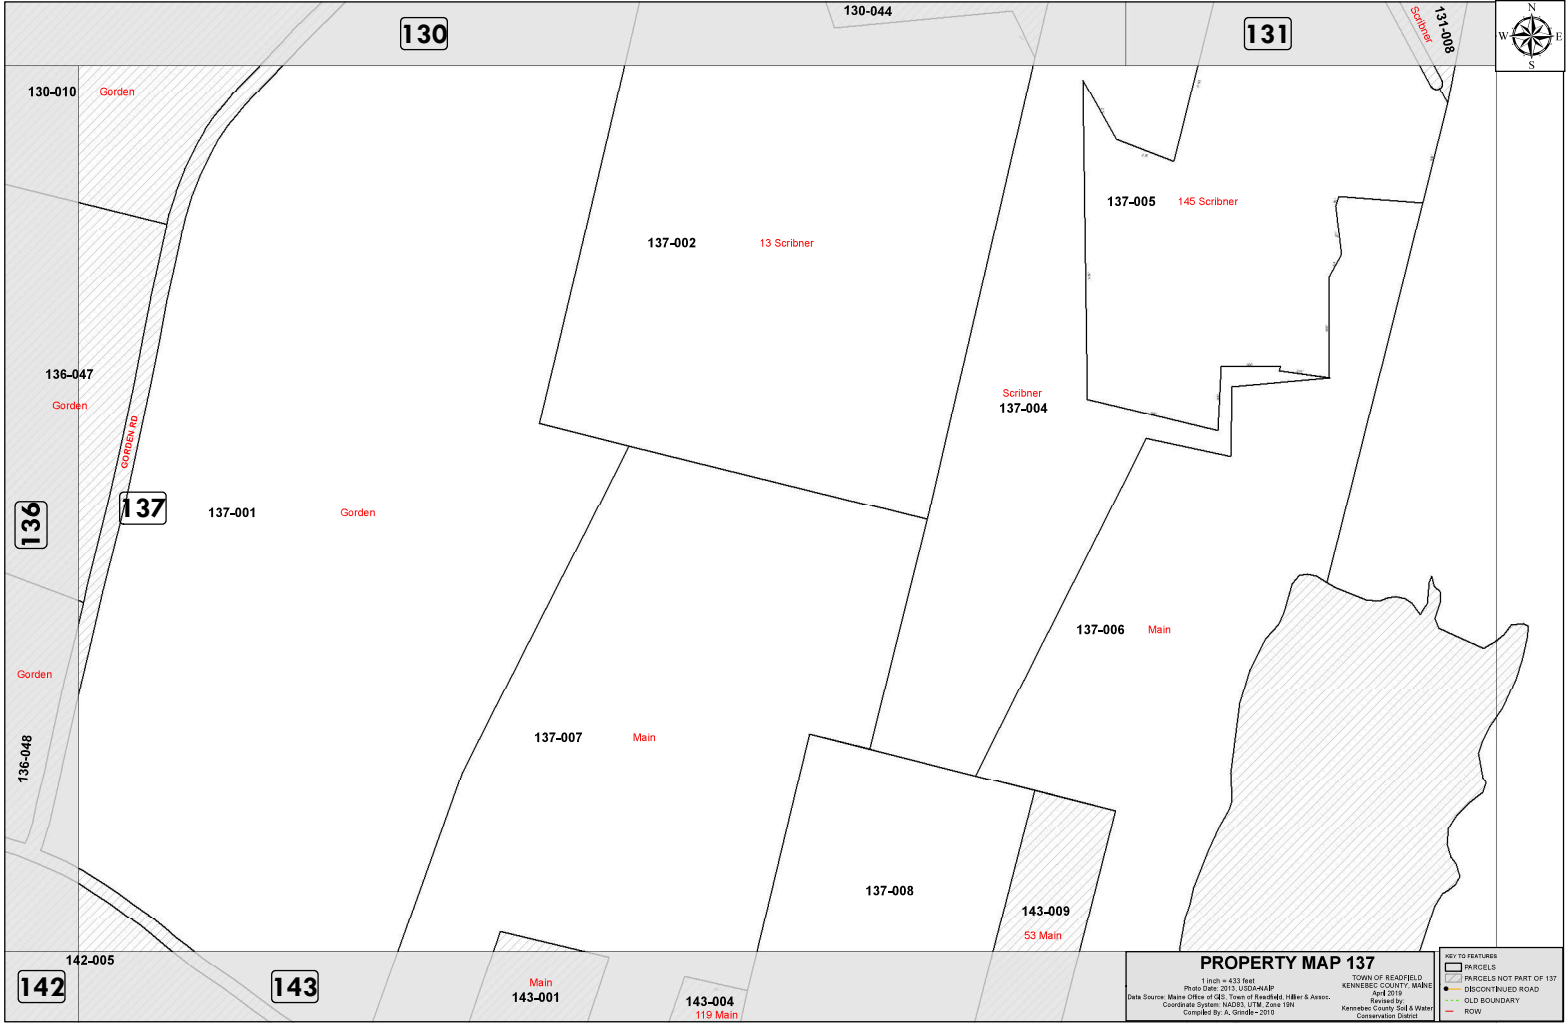 130-044
130
131
Scribner
131-008
N
W
E
S
130-010
Gorden
137-005
145 Scribner
137-002
13 Scribner
136-047
Gorden
Scribner
137-004
GORDEN RD
136
137
137-001
Gorden
137-006
Main
Gorden
136-048
137-007
Main
137-008
143-009
53 Main
142-005
142
143
Main
143-001
143-004
119 Main
PROPERTY MAP 137
1 inch = 433 feet
Photo Date: 2013, USDA-NAIP
Data Source: Maine Office of GIS, Town of Readfield, Hillier & Assoc.
Coordinate System: NAD83, UTM, Zone 19N
Compiled By: A. Grindle - 2010
TOWN OF READFIELD
KENNEBEC COUNTY, MAINE
April 2019
Revised by:
Kennebec County Soil & Water
Conservation District
KEY TO FEATURES
PARCELS
PARCELS NOT PART OF 137
DISCONTINUED ROAD
OLD BOUNDARY
ROW